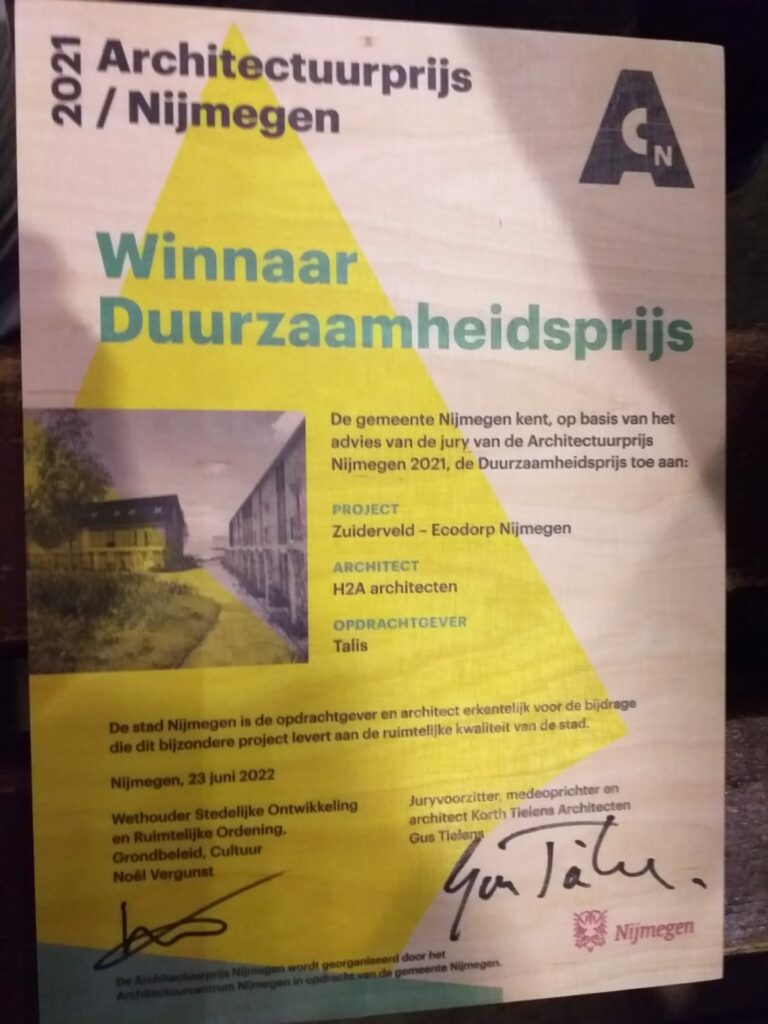 2021 Architectuurprijs
/ Nijmegen
ACN
Winnaar
Duurzaamheidsprijs
De gemeente Nijmegen kent, op basis van het
advies van de jury van de Architectuurprijs
Nijmegen 2021, de Duurzaamheidsprijs toe aan:
PROJECT
Zuiderveld – Ecodorp Nijmegen
ARCHITECT
H2A architecten
OPDRACHTGEVER
Talis
De stad Nijmegen is de opdrachtgever en architect erkentelijk voor de bijdrage
die dit bijzondere project levert aan de ruimtelijke kwaliteit van de stad.
Nijmegen, 23 juni 2022
Wethouder Stedelijke Ontwikkeling
en Ruimtelijke Ordening,
Grondbeleid, Cultuur
Noël Vergunst
Juryvoorzitter, medeoprichter en
architect Korth Tielens Architecten
Gus Tielens
Nijmegen
De Architectuurprijs Nijmegen wordt georganiseerd door het
Architectuurcentrum Nijmegen in opdracht van de gemeente Nijmegen.